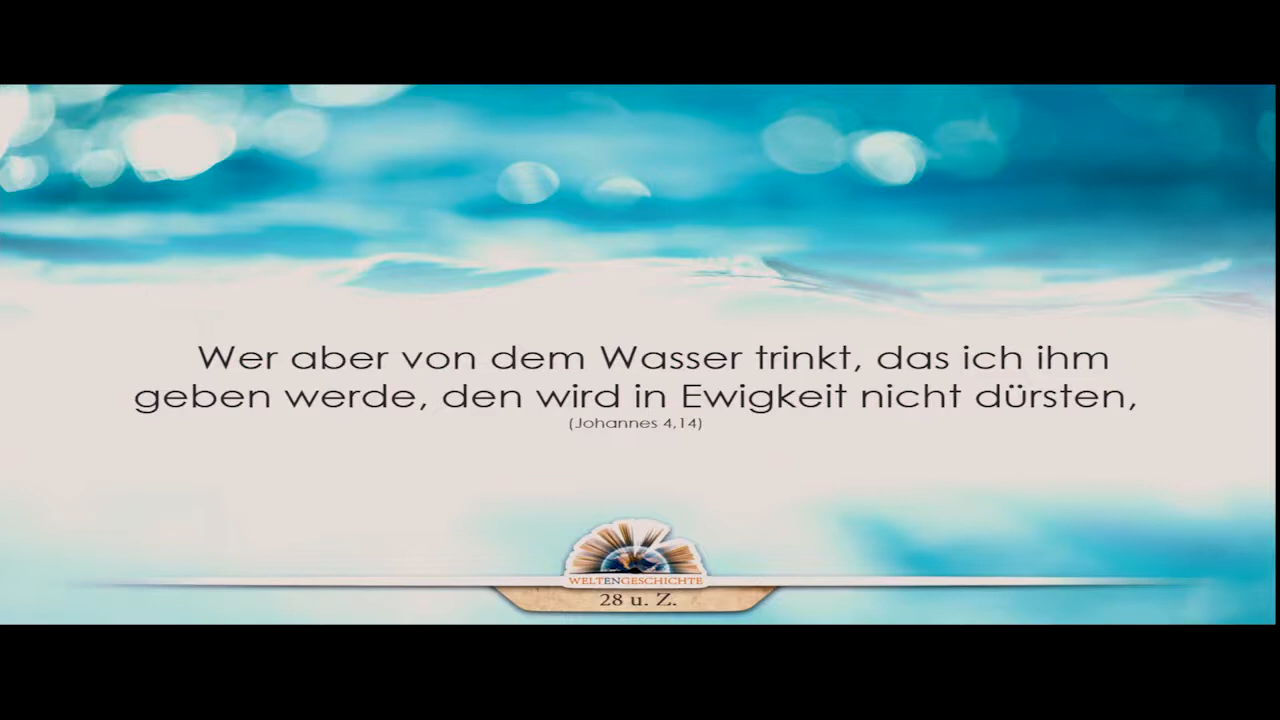 Wer aber von dem Wasser trinkt, das ich ihm
geben werde, den wird in Ewigkeit nicht dürsten,
(Johannes 4,14)
WELTENGESCHICHTE
28 u. Z.